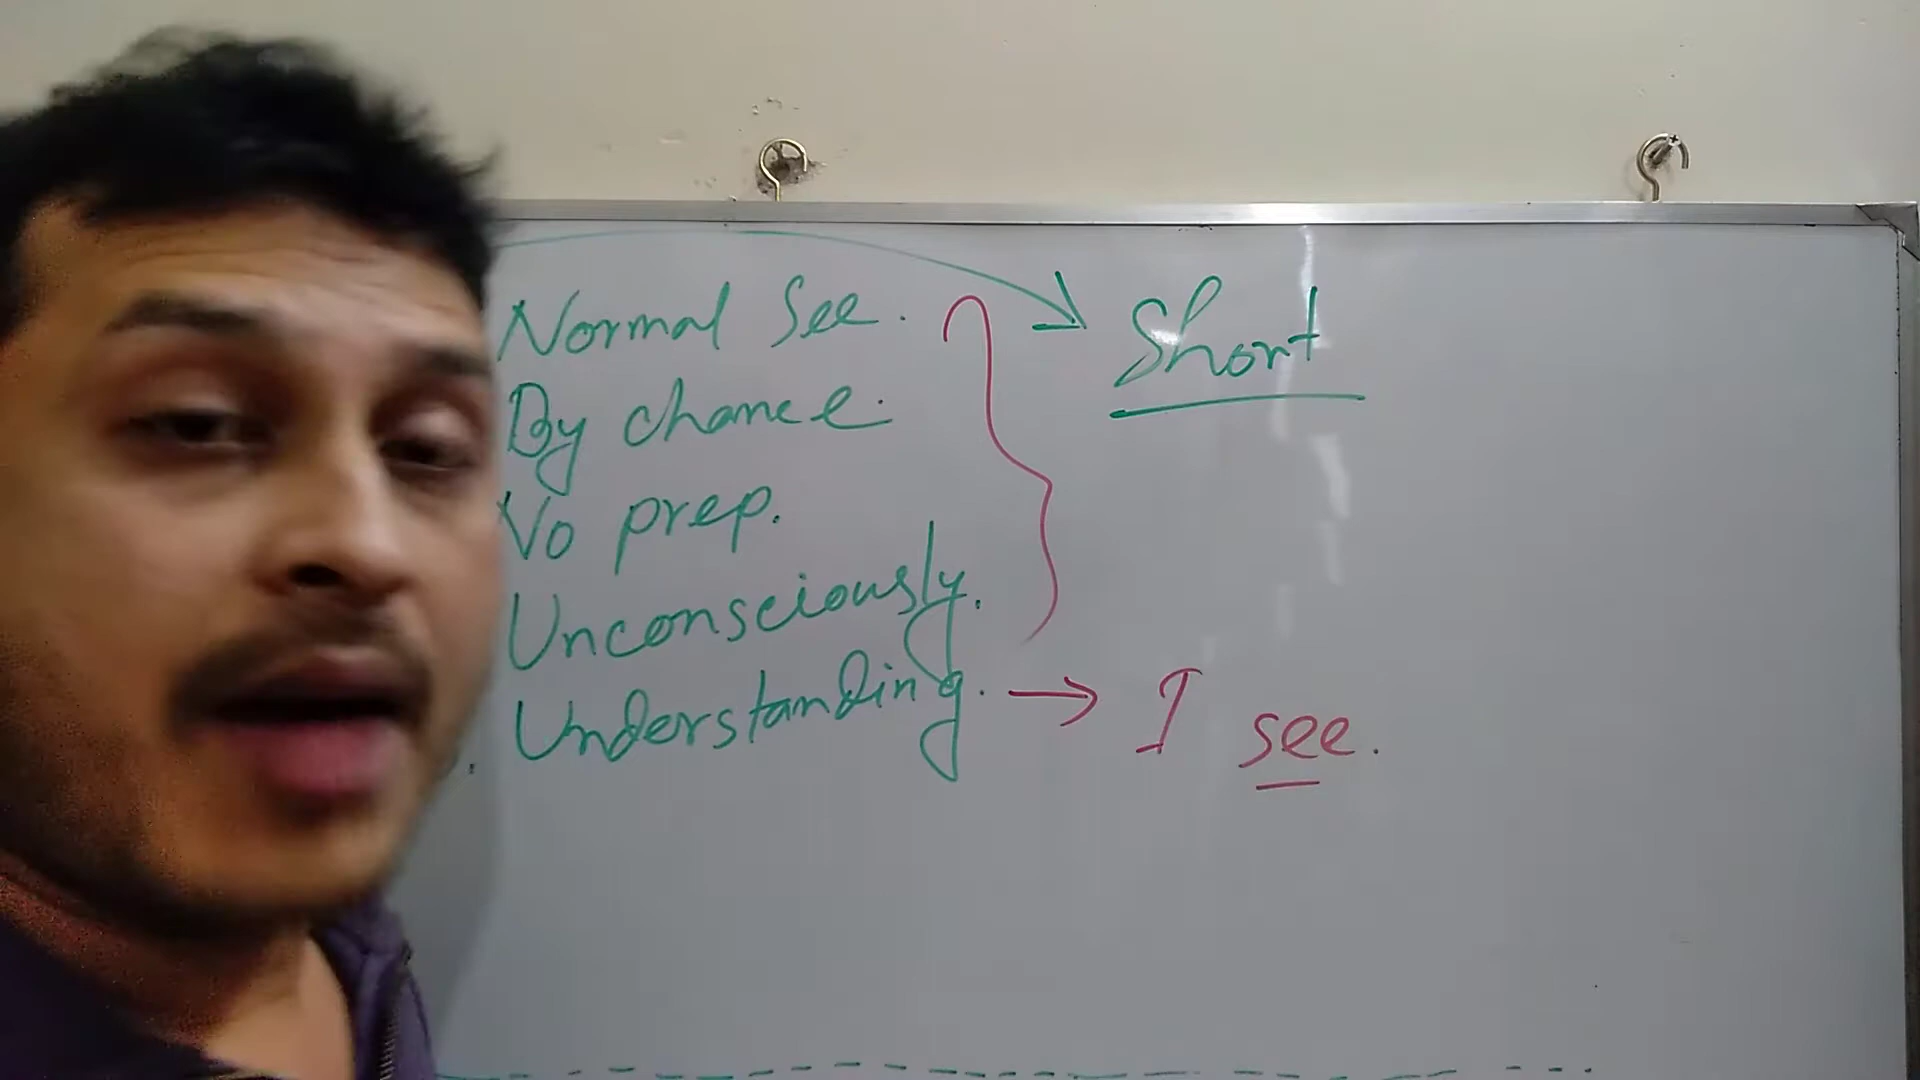 Normal See.
By chance.
No prep.
Unconsciously.
Understanding. → I see.
Short